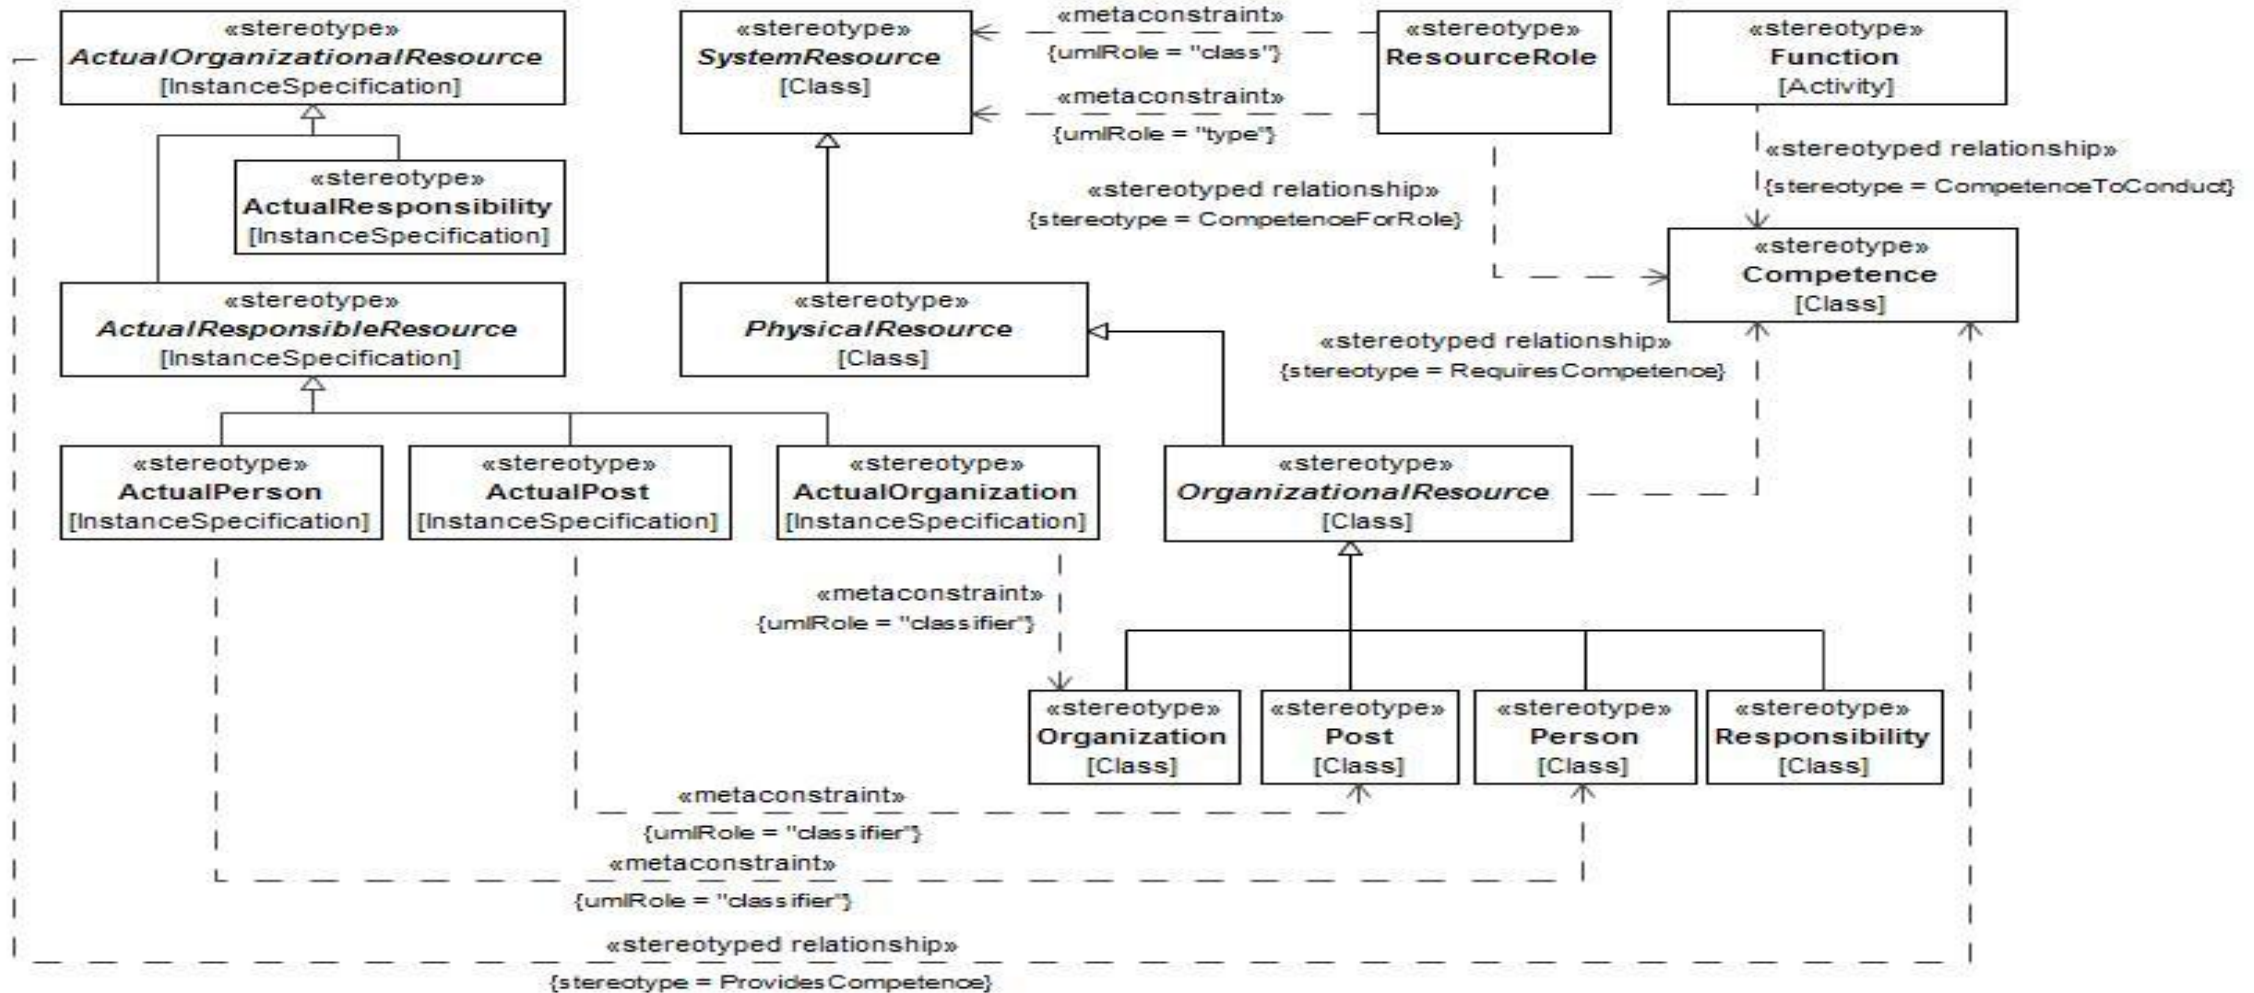 «stereotype»
ActualOrganizationalResource
[InstanceSpecification]
«stereotype»
SystemResource
[Class]
«metaconstraint»
{umlRole = "class"}
«metaconstraint»
{umlRole = "type"}
«stereotype»
ResourceRole
«stereotype»
Function
[Activity]
«stereotyped relationship»
{stereotype = CompetenceToConduct}
«stereotype»
ActualResponsibility
[InstanceSpecification]
«stereotyped relationship»
{stereotype = CompetenceForRole}
«stereotype»
Competence
[Class]
«stereotype»
ActualResponsibleResource
[InstanceSpecification]
«stereotype»
PhysicalResource
[Class]
«stereotyped relationship»
{stereotype = RequiresCompetence}
«stereotype»
ActualPerson
[InstanceSpecification]
«stereotype»
ActualPost
[InstanceSpecification]
«stereotype»
ActualOrganization
[InstanceSpecification]
«stereotype»
OrganizationalResource
[Class]
«metaconstraint»
{umlRole = "classifier"}
«stereotype»
Organization
[Class]
«stereotype»
Post
[Class]
«stereotype»
Person
[Class]
«stereotype»
Responsibility
[Class]
«metaconstraint»
{umlRole = "classifier"}
«metaconstraint»
{umlRole = "classifier"}
«stereotyped relationship»
{stereotype = ProvidesCompetence}